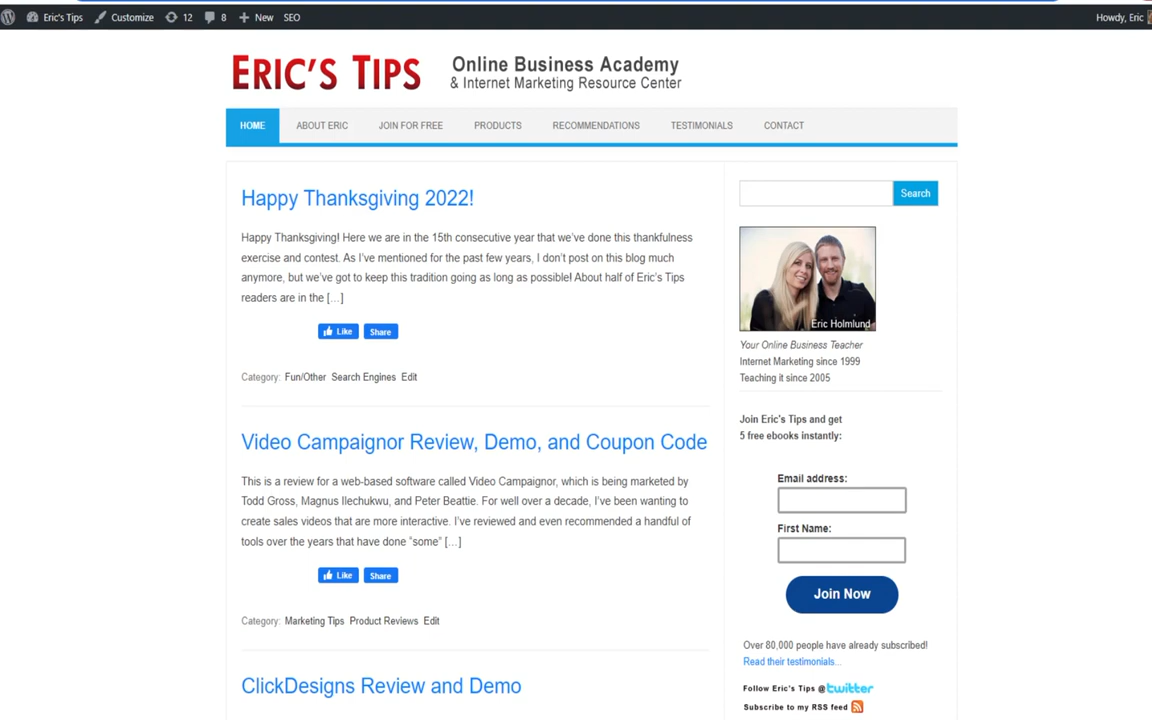 Eric's Tips Customize 12 8 New SEO Howdy, Eric
ERIC'S TIPS
Online Business Academy
& Internet Marketing Resource Center
HOME ABOUT ERIC JOIN FOR FREE PRODUCTS RECOMMENDATIONS TESTIMONIALS CONTACT
Happy Thanksgiving 2022!
Happy Thanksgiving! Here we are in the 15th consecutive year that we've done this thankfulness
exercise and contest. As I've mentioned for the past few years, I don't post on this blog much
anymore, but we've got to keep this tradition going as long as possible! About half of Eric's Tips
readers are in the [...]
Like Share
Category: Fun/Other Search Engines Edit
Video Campaignor Review, Demo, and Coupon Code
This is a review for a web-based software called Video Campaignor, which is being marketed by
Todd Gross, Magnus Ilechukwu, and Peter Beattie. For well over a decade, I've been wanting to
create sales videos that are more interactive. I've reviewed and even recommended a handful of
tools over the years that have done "some" [...]
Like Share
Category: Marketing Tips Product Reviews Edit
ClickDesigns Review and Demo
Search
Eric Holmlund
Your Online Business Teacher
Internet Marketing since 1999
Teaching it since 2005
Join Eric's Tips and get
5 free ebooks instantly:
Email address:
First Name:
Join Now
Over 80,000 people have already subscribed!
Read their testimonials...
Follow Eric's Tips @twitter
Subscribe to my RSS feed